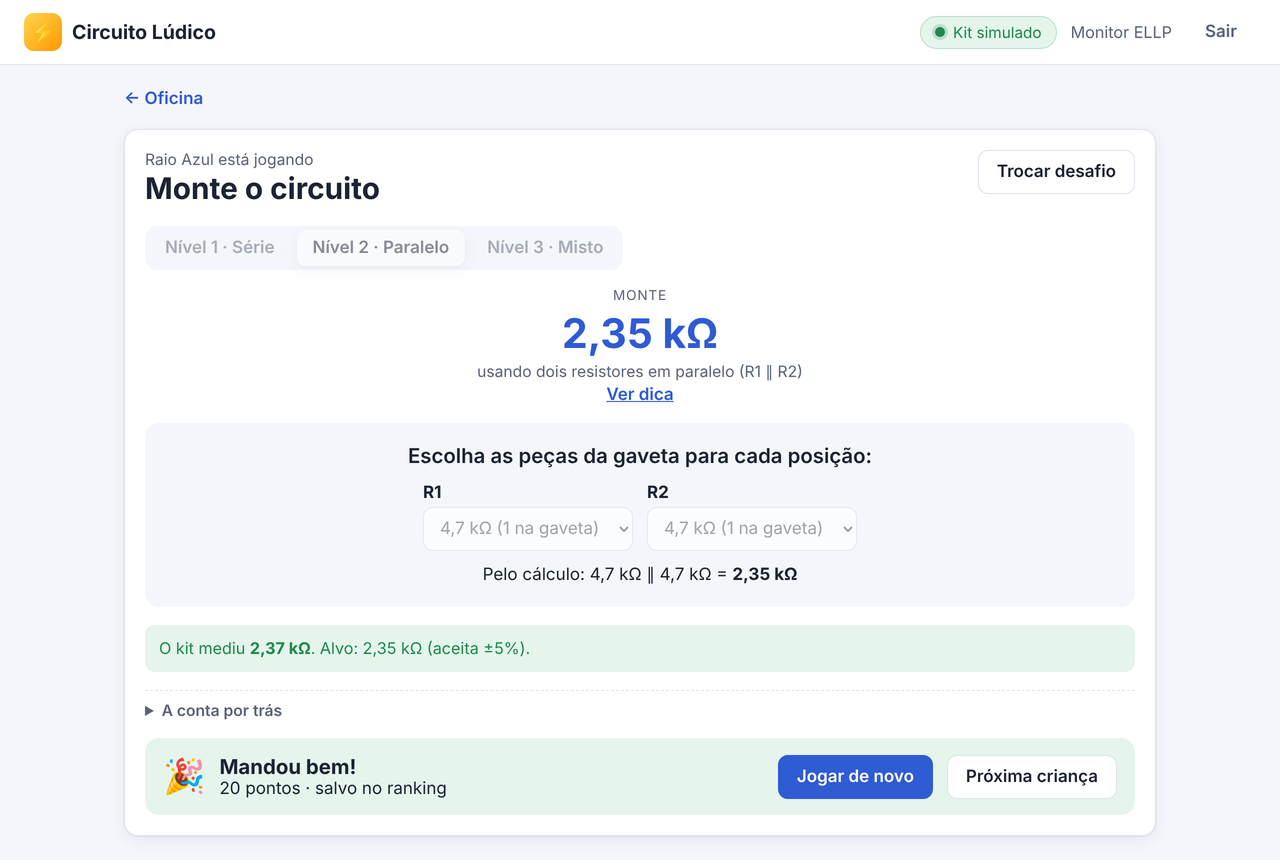 Circuito Lúdico
Kit simulado
Monitor ELLP
Sair
← Oficina
Raio Azul está jogando
Monte o circuito
Trocar desafio
Nível 1 · Série
Nível 2 · Paralelo
Nível 3 · Misto
MONTE
2,35 kΩ
usando dois resistores em paralelo (R1 ∥ R2)
Ver dica
Escolha as peças da gaveta para cada posição:
R1
R2
4,7 kΩ (1 na gaveta)
4,7 kΩ (1 na gaveta)
Pelo cálculo: 4,7 kΩ ∥ 4,7 kΩ = 2,35 kΩ
O kit mediu 2,37 kΩ. Alvo: 2,35 kΩ (aceita ±5%).
A conta por trás
Mandou bem!
20 pontos · salvo no ranking
Jogar de novo
Próxima criança